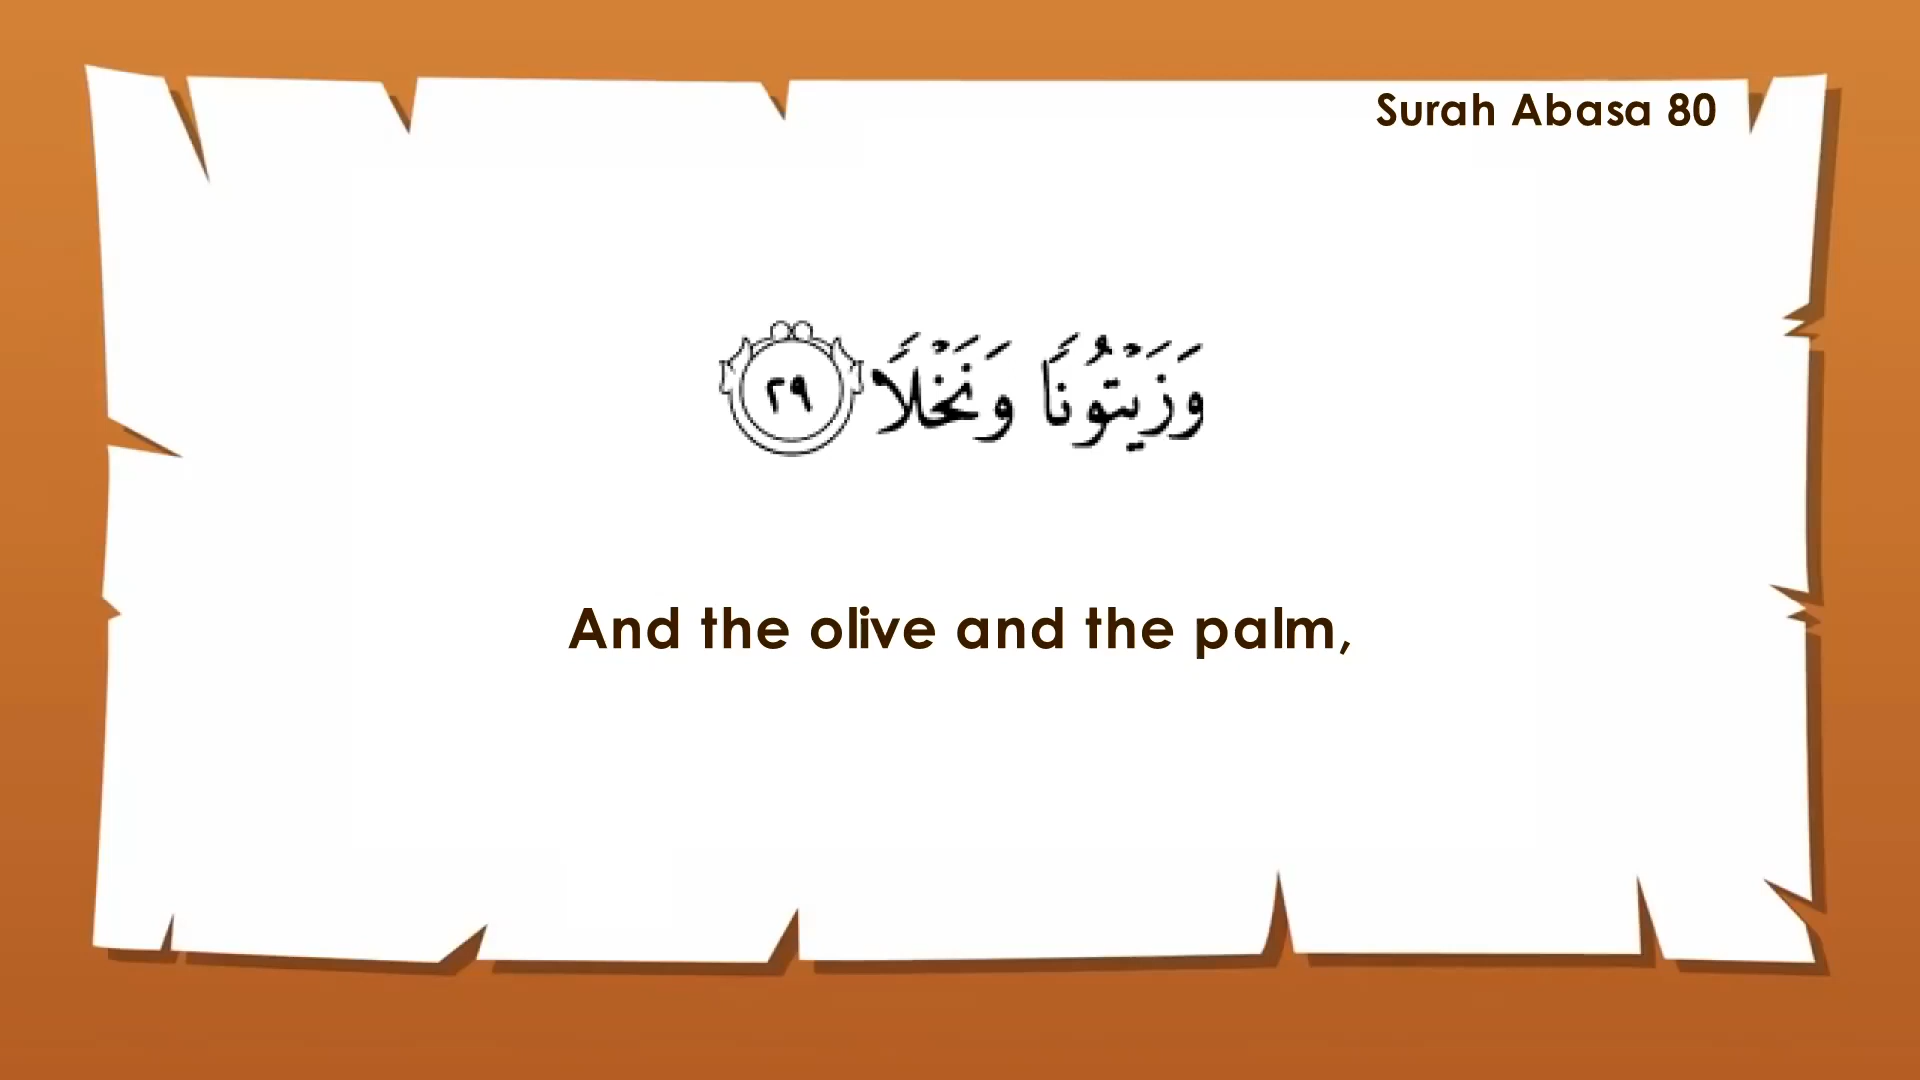 Surah Abasa 80
وَزَيْتُونًا وَنَخْلًا ٢٩
And the olive and the palm,